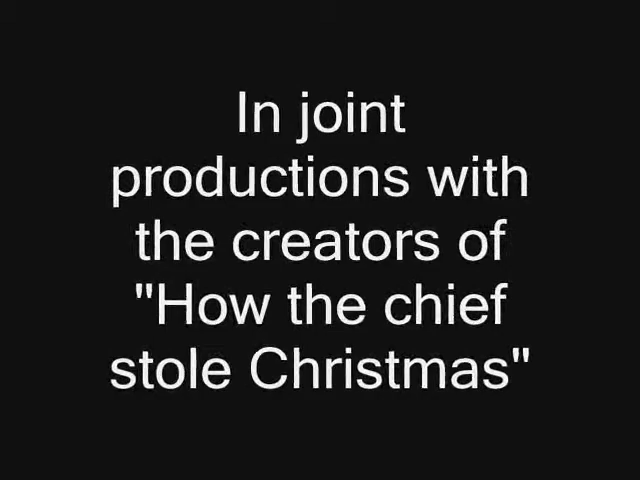 In joint
productions with
the creators of
"How the chief
stole Christmas"